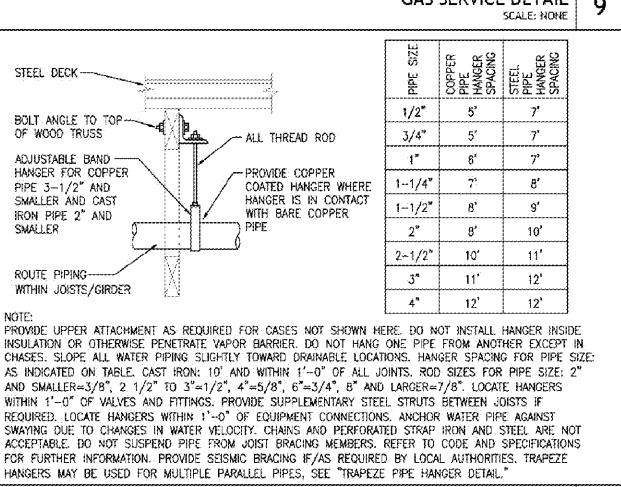 GAS SERVICE DETAIL
SCALE: NONE
9
STEEL DECK
BOLT ANGLE TO TOP
OF WOOD TRUSS
ADJUSTABLE BAND
HANGER FOR COPPER
PIPE 3-1/2" AND
SMALLER AND CAST
IRON PIPE 2" AND
SMALLER
ROUTE PIPING
WITHIN JOISTS/GIRDER
ALL THREAD ROD
PROVIDE COPPER
COATED HANGER WHERE
HANGER IS IN CONTACT
WITH BARE COPPER
PIPE
PIPE SIZE
COPPER
PIPE
HANGER
SPACING
STEEL
PIPE
HANGER
SPACING
1/2" 5' 7'
3/4" 5' 7'
1" 6' 7'
1-1/4" 7' 8'
1-1/2" 8' 9'
2" 8' 10'
2-1/2" 10' 11'
3" 11' 12'
4" 12' 12'
NOTE:
PROVIDE UPPER ATTACHMENT AS REQUIRED FOR CASES NOT SHOWN HERE. DO NOT INSTALL HANGER INSIDE
INSULATION OR OTHERWISE PENETRATE VAPOR BARRIER. DO NOT HANG ONE PIPE FROM ANOTHER EXCEPT IN
CHASES. SLOPE ALL WATER PIPING SLIGHTLY TOWARD DRAINABLE LOCATIONS. HANGER SPACING FOR PIPE SIZE:
AS INDICATED ON TABLE. CAST IRON: 10' AND WITHIN 1'-0" OF ALL JOINTS. ROD SIZES FOR PIPE SIZE: 2"
AND SMALLER=3/8", 2 1/2" TO 3"=1/2", 4"=5/8", 6"=3/4", 8" AND LARGER=7/8". LOCATE HANGERS
WITHIN 1'-0" OF VALVES AND FITTINGS. PROVIDE SUPPLEMENTARY STEEL STRUTS BETWEEN JOISTS IF
REQUIRED. LOCATE HANGERS WITHIN 1'-0" OF EQUIPMENT CONNECTIONS. ANCHOR WATER PIPE AGAINST
SWAYING DUE TO CHANGES IN WATER VELOCITY. CHAINS AND PERFORATED STRAP IRON AND STEEL ARE NOT
ACCEPTABLE. DO NOT SUSPEND PIPE FROM JOIST BRACING MEMBERS. REFER TO CODE AND SPECIFICATIONS
FOR FURTHER INFORMATION. PROVIDE SEISMIC BRACING IF/AS REQUIRED BY LOCAL AUTHORITIES. TRAPEZE
HANGERS MAY BE USED FOR MULTIPLE PARALLEL PIPES, SEE "TRAPEZE PIPE HANGER DETAIL."